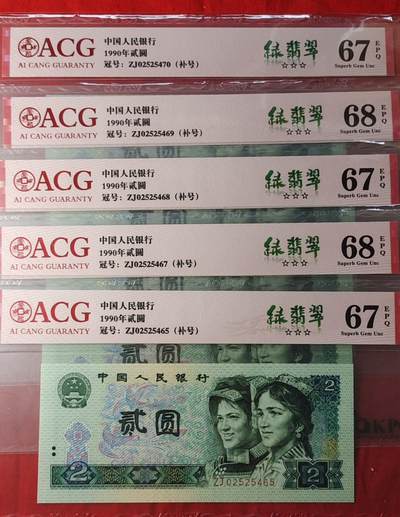 ACG
AI CANG GUARANTY
中国人民银行
1990年贰圆
冠号：ZJ02525470（补号）
绿翡翠
☆☆☆
67 EPQ
Superb Gem Unc
ACG
AI CANG GUARANTY
中国人民银行
1990年贰圆
冠号：ZJ02525469（补号）
绿翡翠
☆☆☆
68 EPQ
Superb Gem Unc
ACG
AI CANG GUARANTY
中国人民银行
1990年贰圆
冠号：ZJ02525468（补号）
绿翡翠
☆☆☆
67 EPQ
Superb Gem Unc
ACG
AI CANG GUARANTY
中国人民银行
1990年贰圆
冠号：ZJ02525467（补号）
绿翡翠
☆☆☆
68 EPQ
Superb Gem Unc
ACG
AI CANG GUARANTY
中国人民银行
1990年贰圆
冠号：ZJ02525465（补号）
绿翡翠
☆☆☆
67 EPQ
Superb Gem Unc
中国人民银行
2
贰圆
2
ZJ02525465
2